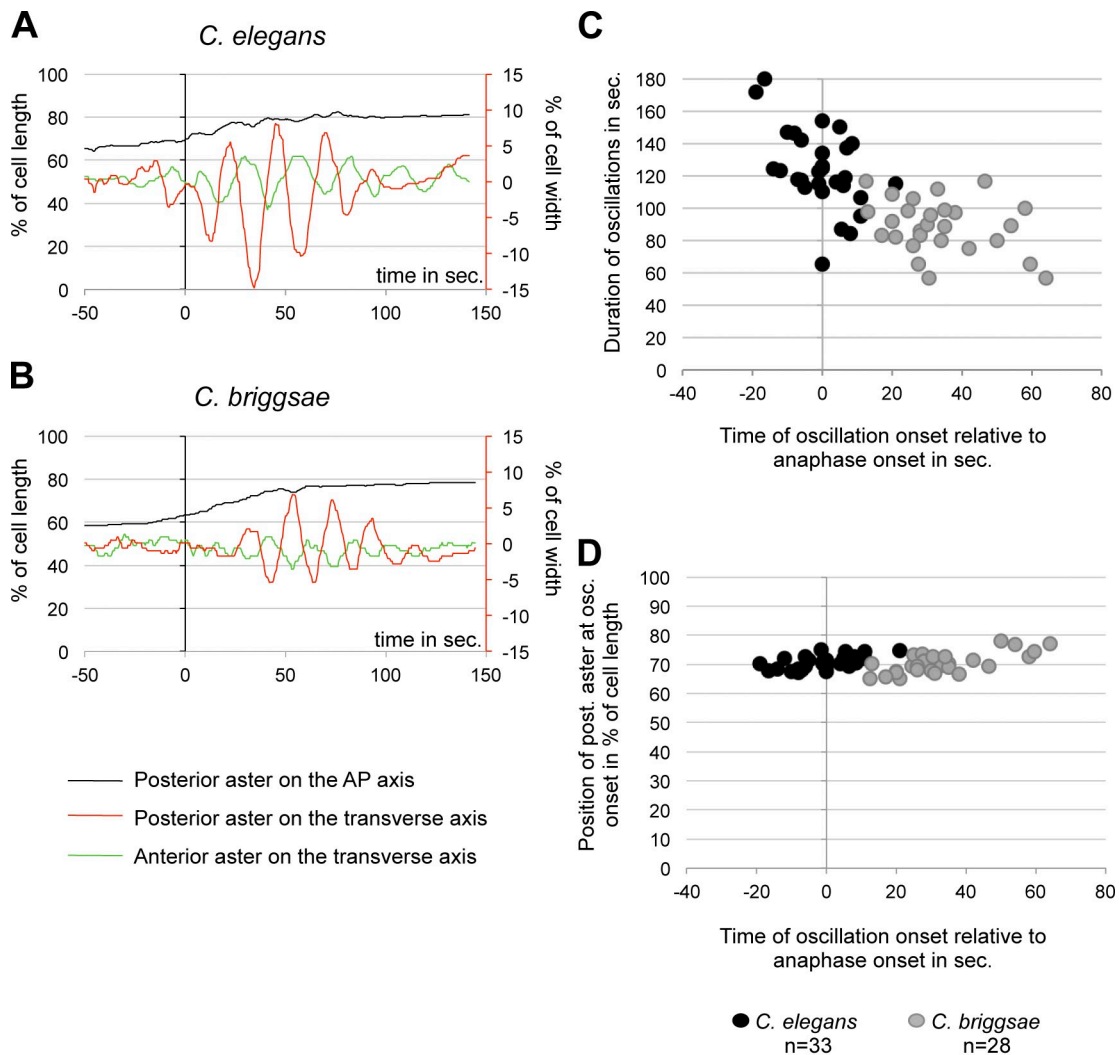 A
C. elegans
% of cell length
% of cell width
100
80
60
40
20
0
15
10
5
0
-5
-10
-15
time in sec.
-50
0
50
100
150
B
C. briggsae
% of cell length
% of cell width
100
80
60
40
20
0
15
10
5
0
-5
-10
-15
time in sec.
-50
0
50
100
150
Posterior aster on the AP axis
Posterior aster on the transverse axis
Anterior aster on the transverse axis
C
Duration of oscillations in sec.
180
160
140
120
100
80
60
40
20
0
-40
-20
0
20
40
60
80
Time of oscillation onset relative to
anaphase onset in sec.
D
Position of post. aster at osc.
onset in % of cell length
100
90
80
70
60
50
70
30
20
10
0
-40
-20
0
20
40
60
80
Time of oscillation onset relative to
anaphase onset in sec.
C. elegans
n=33
C. briggsae
n=28